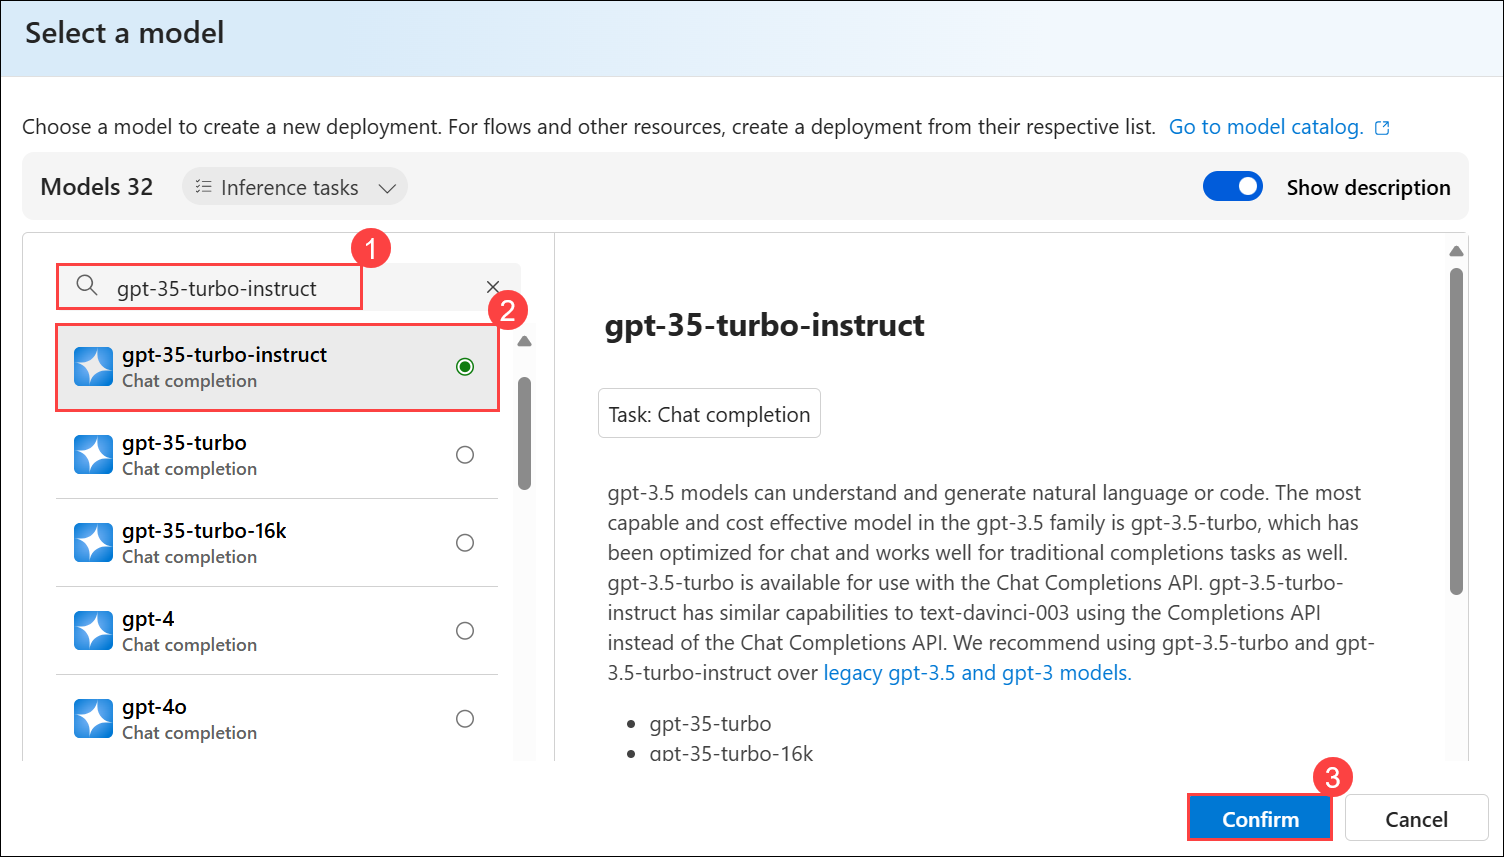 Select a model
Choose a model to create a new deployment. For flows and other resources, create a deployment from their respective list. Go to model catalog.
Models 32
Inference tasks
Show description
1
gpt-35-turbo-instruct
2
gpt-35-turbo-instruct
Chat completion
gpt-35-turbo
Chat completion
gpt-35-turbo-16k
Chat completion
gpt-4
Chat completion
gpt-4o
Chat completion
gpt-35-turbo-instruct
Task: Chat completion
gpt-3.5 models can understand and generate natural language or code. The most
capable and cost effective model in the gpt-3.5 family is gpt-3.5-turbo, which has
been optimized for chat and works well for traditional completions tasks as well.
gpt-3.5-turbo is available for use with the Chat Completions API. gpt-3.5-turbo-
instruct has similar capabilities to text-davinci-003 using the Completions API
instead of the Chat Completions API. We recommend using gpt-3.5-turbo and gpt-
3.5-turbo-instruct over legacy gpt-3.5 and gpt-3 models.
• gpt-35-turbo
• gpt-35-turbo-16k
3
Confirm
Cancel